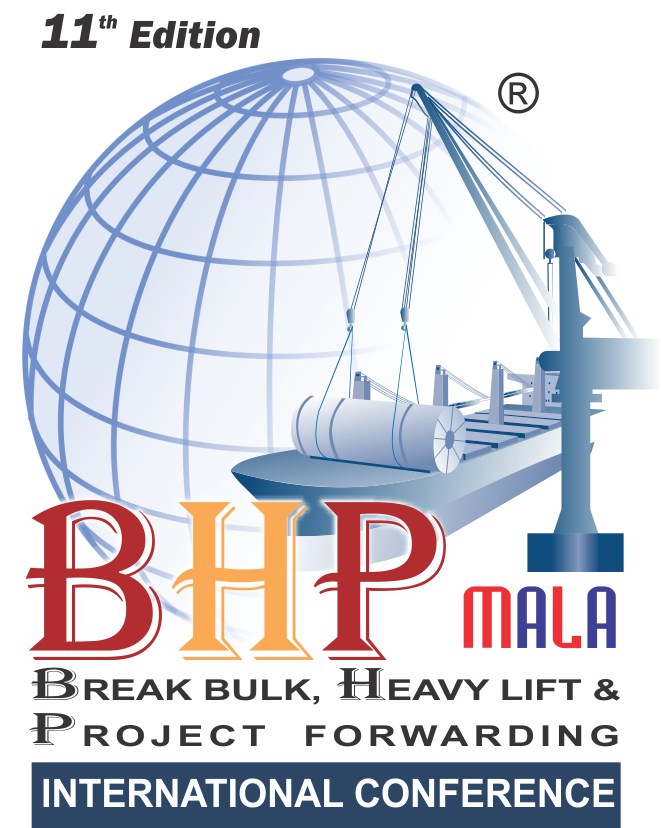 11th Edition
®
BHP
MALA
BREAK BULK, HEAVY LIFT &
PROJECT FORWARDING
INTERNATIONAL CONFERENCE